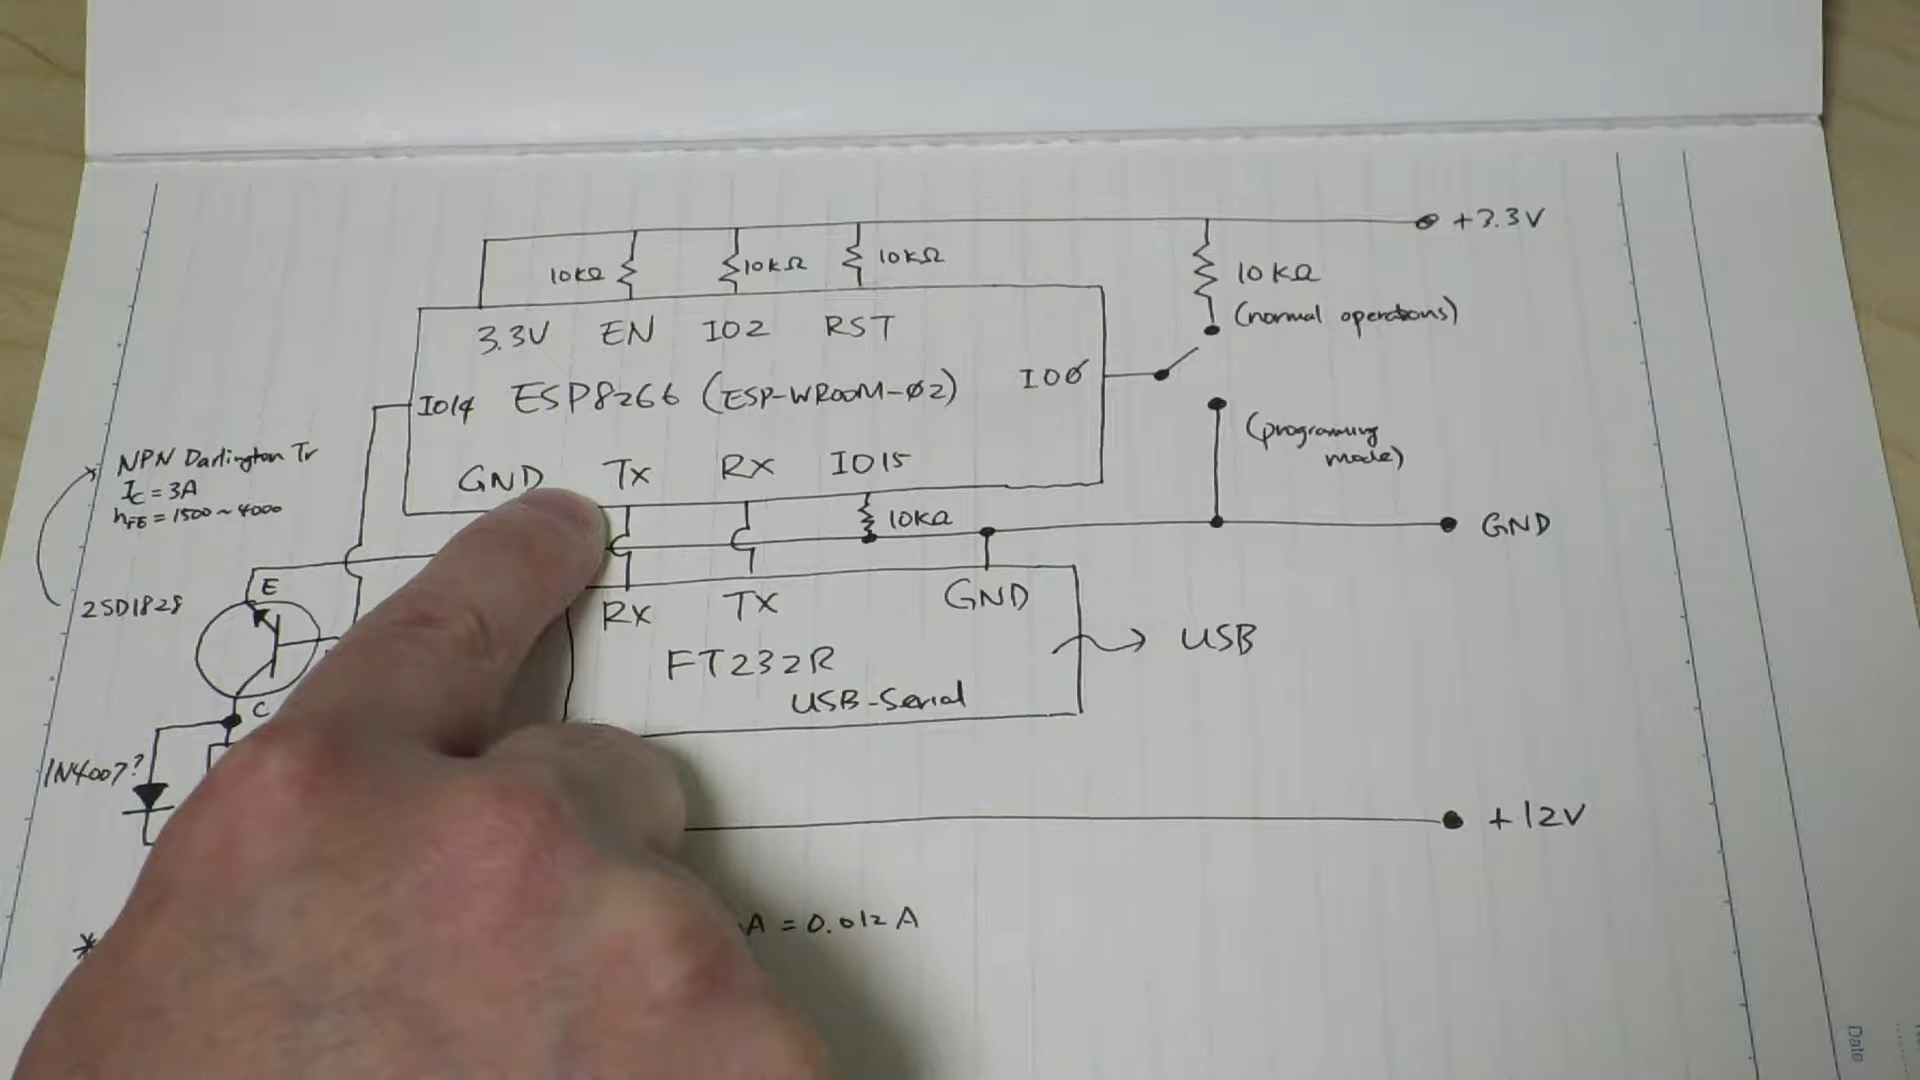 +3.3V
10kΩ
10kΩ
10kΩ
10kΩ
(normal operations)
3.3V EN IO2 RST
IO14 ESP8266 (ESP-WROOM-02) IO0
(programing mode)
NPN Darlington Tr
Ic = 3A
hFE = 1500 ~ 4000
GND Tx RX IO15
10kΩ
GND
E
2SD1828
RX TX GND
FT232R
USB-Serial
USB
C
1N4007?
+12V
*
A = 0.012 A
Date